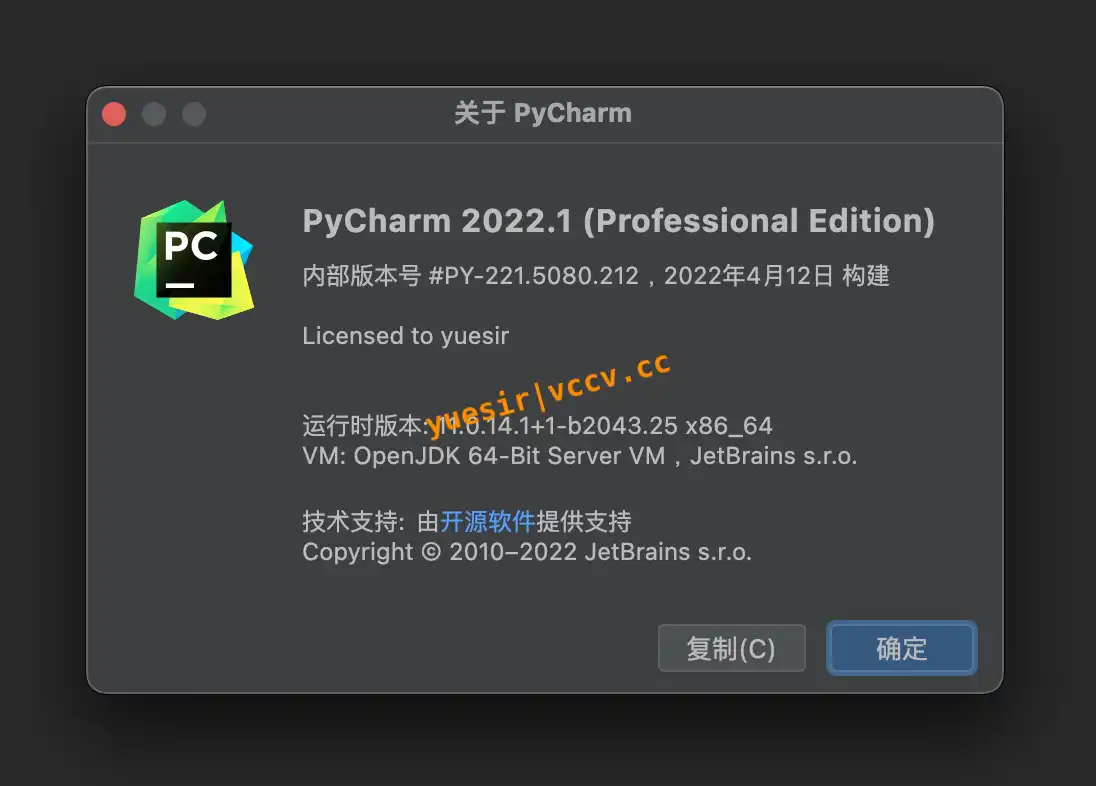 关于 PyCharm
PC
PyCharm 2022.1 (Professional Edition)
内部版本号 #PY-221.5080.212，2022年4月12日 构建
Licensed to yuesir
yuesir|vccv.cc
运行时版本: 11.0.14.1+1-b2043.25 x86_64
VM: OpenJDK 64-Bit Server VM，JetBrains s.r.o.
技术支持: 由开源软件提供支持
Copyright © 2010–2022 JetBrains s.r.o.
复制(C)
确定